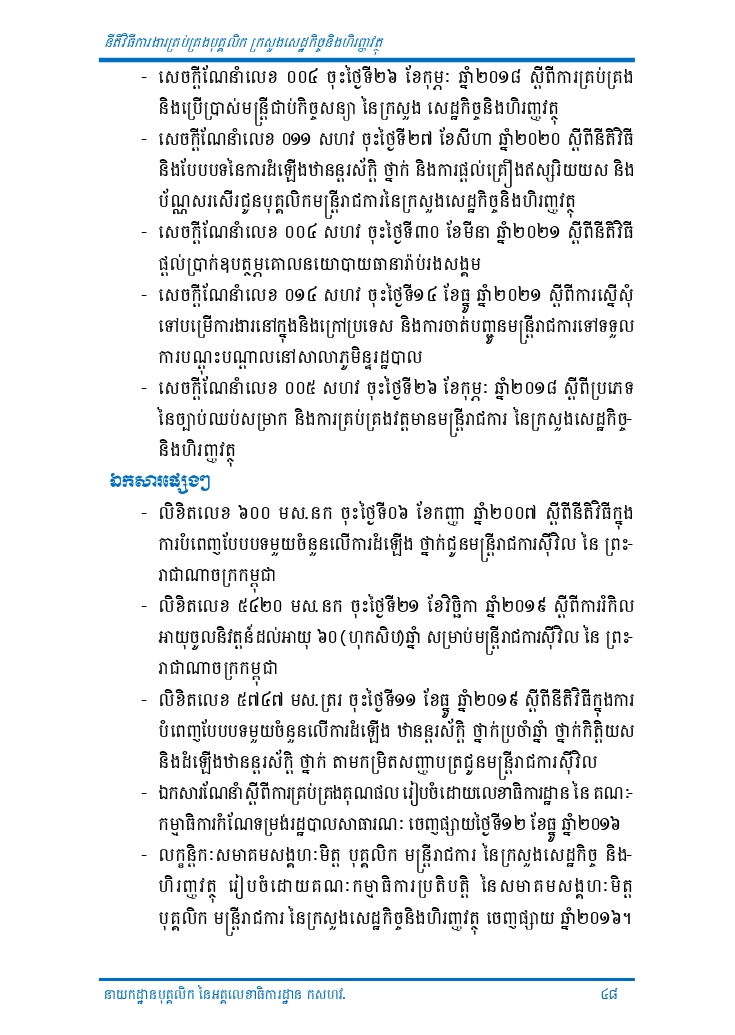 នីតិវិធីការងារគ្រប់គ្រងបុគ្គលិក ក្រសួងសេដ្ឋកិច្ចនិងហិរញ្ញវត្ថុ
- សេចក្តីណែនាំលេខ ០០៤ ចុះថ្ងៃទី២៦ ខែកុម្ភៈ ឆ្នាំ២០១៨ ស្តីពីការគ្រប់គ្រង
និងប្រើប្រាស់មន្ត្រីជាប់កិច្ចសន្យា នៃក្រសួង សេដ្ឋកិច្ចនិងហិរញ្ញវត្ថុ
- សេចក្តីណែនាំលេខ ០១១ សហវ ចុះថ្ងៃទី២៧ ខែសីហា ឆ្នាំ២០២០ ស្តីពីនីតិវិធី
និងបែបបទនៃការដំឡើងឋានន្តរស័ក្តិ ថ្នាក់ និងការផ្តល់គ្រឿងឥស្សរិយយស និង
ប័ណ្ណសរសើរជូនបុគ្គលិកមន្ត្រីរាជការនៃក្រសួងសេដ្ឋកិច្ចនិងហិរញ្ញវត្ថុ
- សេចក្តីណែនាំលេខ ០០៤ សហវ ចុះថ្ងៃទី៣០ ខែមីនា ឆ្នាំ២០២១ ស្តីពីនីតិវិធី
ផ្តល់ប្រាក់ឧបត្ថម្ភគោលនយោបាយធានារ៉ាប់រងសង្គម
- សេចក្តីណែនាំលេខ ០១៤ សហវ ចុះថ្ងៃទី១៤ ខែធ្នូ ឆ្នាំ២០២១ ស្តីពីការស្នើសុំ
ទៅបម្រើការងារនៅក្នុងនិងក្រៅប្រទេស និងការចាត់បញ្ជូនមន្ត្រីរាជការទៅទទួល
ការបណ្តុះបណ្តាលនៅសាលាភូមិន្ទរដ្ឋបាល
- សេចក្តីណែនាំលេខ ០០៥ សហវ ចុះថ្ងៃទី២៦ ខែកុម្ភៈ ឆ្នាំ២០១៨ ស្តីពីប្រភេទ
នៃច្បាប់ឈប់សម្រាក និងការគ្រប់គ្រងវត្តមានមន្ត្រីរាជការ នៃក្រសួងសេដ្ឋកិច្ច-
និងហិរញ្ញវត្ថុ
ឯកសារផ្សេងៗ
- លិខិតលេខ ៦០០ មស.នក ចុះថ្ងៃទី០៦ ខែកញ្ញា ឆ្នាំ២០០៧ ស្តីពីនីតិវិធីក្នុង
ការបំពេញបែបបទមួយចំនួនលើការដំឡើង ថ្នាក់ជូនមន្ត្រីរាជការស៊ីវិល នៃ ព្រះ-
រាជាណាចក្រកម្ពុជា
- លិខិតលេខ ៥៤២០ មស.នក ចុះថ្ងៃទី២១ ខែវិច្ឆិកា ឆ្នាំ២០១៩ ស្តីពីការរំកិល
អាយុចូលនិវត្តន៍ដល់អាយុ ៦០(ហុកសិប)ឆ្នាំ សម្រាប់មន្ត្រីរាជការស៊ីវិល នៃ ព្រះ-
រាជាណាចក្រកម្ពុជា
- លិខិតលេខ ៥៧៤៧ មស.ត្រវ ចុះថ្ងៃទី១១ ខែធ្នូ ឆ្នាំ២០១៩ ស្តីពីនីតិវិធីក្នុងការ
បំពេញបែបបទមួយចំនួនលើការដំឡើង ឋានន្តរស័ក្តិ ថ្នាក់ប្រចាំឆ្នាំ ថ្នាក់កិត្តិយស
និងដំឡើងឋានន្តរស័ក្តិ ថ្នាក់ តាមកម្រិតសញ្ញាបត្រជូនមន្ត្រីរាជការស៊ីវិល
- ឯកសារណែនាំស្តីពីការគ្រប់គ្រងគុណផល រៀបចំដោយលេខាធិការដ្ឋាន នៃ គណៈ-
កម្មាធិការកំណែទម្រង់រដ្ឋបាលសាធារណៈ ចេញផ្សាយថ្ងៃទី១២ ខែធ្នូ ឆ្នាំ២០១៦
- លក្ខន្តិកៈសមាគមសង្គហៈមិត្ត បុគ្គលិក មន្ត្រីរាជការ នៃក្រសួងសេដ្ឋកិច្ច និង-
ហិរញ្ញវត្ថុ រៀបចំដោយគណៈកម្មាធិការប្រតិបត្តិ នៃសមាគមសង្គហៈមិត្ត
បុគ្គលិក មន្ត្រីរាជការ នៃក្រសួងសេដ្ឋកិច្ចនិងហិរញ្ញវត្ថុ ចេញផ្សាយ ឆ្នាំ២០១៦។
នាយកដ្ឋានបុគ្គលិក នៃអគ្គលេខាធិការដ្ឋាន កសហវ. ៤៨